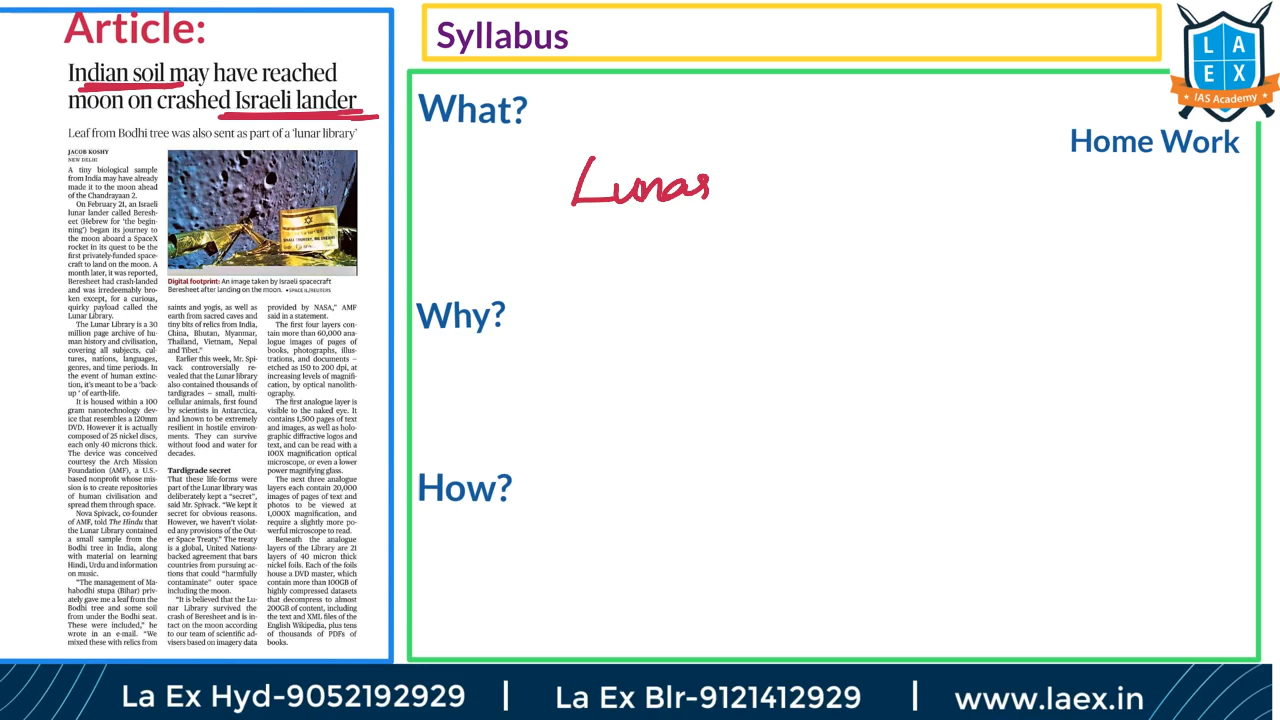 Article:
Indian soil may have reached
moon on crashed Israeli lander
Leaf from Bodhi tree was also sent as part of a 'lunar library'
JACOB KOSHY
NEW DELHI
A tiny biological sample
from India may have already
made it to the moon ahead
of the Chandrayaan 2.
On February 21, an Israeli
lunar lander called Beresh-
eet (Hebrew for 'the begin-
ning') began its journey to
the moon aboard a SpaceX
rocket in its quest to be the
first privately-funded space-
craft to land on the moon. A
month later, it was reported,
Beresheet had crash-landed
and was irredeemably bro-
ken except, for a curious,
quirky payload called the
Lunar Library.
The Lunar Library is a 30
million page archive of hu-
man history and civilisation,
covering all subjects, cul-
tures, nations, languages,
genres, and time periods. In
the event of human extinc-
tion, it's meant to be a 'back-
up ' of earth-life.
It is housed within a 100
gram nanotechnology dev-
ice that resembles a 120mm
DVD. However it is actually
composed of 25 nickel discs,
each only 40 microns thick.
The device was conceived
courtesy the Arch Mission
Foundation (AMF), a U.S.-
based nonprofit whose mis-
sion is to create repositories
of human civilisation and
spread them through space.
Nova Spivack, co-founder
of AMF, told The Hindu that
the Lunar Library contained
a small sample from the
Bodhi tree in India, along
with material on learning
Hindi, Urdu and information
on music.
"The management of Ma-
habodhi stupa (Bihar) priv-
ately gave me a leaf from the
Bodhi tree and some soil
from under the Bodhi seat.
These were included," he
wrote in an e-mail. "We
mixed these with relics from
Digital footprint: An image taken by Israeli spacecraft
Beresheet after landing on the moon. •SPACE IL/REUTERS
saints and yogis, as well as
earth from sacred caves and
tiny bits of relics from India,
China, Bhutan, Myanmar,
Thailand, Vietnam, Nepal
and Tibet."
Earlier this week, Mr. Spi-
vack controversially re-
vealed that the Lunar library
also contained thousands of
tardigrades – small, multi-
cellular animals, first found
by scientists in Antarctica,
and known to be extremely
resilient in hostile environ-
ments. They can survive
without food and water for
decades.
Tardigrade secret
That these life-forms were
part of the Lunar library was
deliberately kept a "secret",
said Mr. Spivack. "We kept it
secret for obvious reasons.
However, we haven't violat-
ed any provisions of the Out-
er Space Treaty." The treaty
is a global, United Nations-
backed agreement that bars
countries from pursuing ac-
tions that could "harmfully
contaminate" outer space
including the moon.
"It is believed that the Lu-
nar Library survived the
crash of Beresheet and is in-
tact on the moon according
to our team of scientific ad-
visers based on imagery data
provided by NASA," AMF
said in a statement.
The first four layers con-
tain more than 60,000 ana-
logue images of pages of
books, photographs, illus-
trations, and documents –
etched as 150 to 200 dpi, at
increasing levels of magnifi-
cation, by optical nanolith-
ography.
The first analogue layer is
visible to the naked eye. It
contains 1,500 pages of text
and images, as well as holo-
graphic diffractive logos and
text, and can be read with a
100X magnification optical
microscope, or even a lower
power magnifying glass.
The next three analogue
layers each contain 20,000
images of pages of text and
photos to be viewed at
1,000X magnification, and
require a slightly more po-
werful microscope to read.
Beneath the analogue
layers of the Library are 21
layers of 40 micron thick
nickel foils. Each of the foils
house a DVD master, which
contain more than 100GB of
highly compressed datasets
that decompress to almost
200GB of content, including
the text and XML files of the
English Wikipedia, plus tens
of thousands of PDFs of
books.
Syllabus
LA
EX
IAS Academy
What?
Home Work
Lunar
Why?
How?
La Ex Hyd-9052192929 | La Ex Blr-9121412929 | www.laex.in